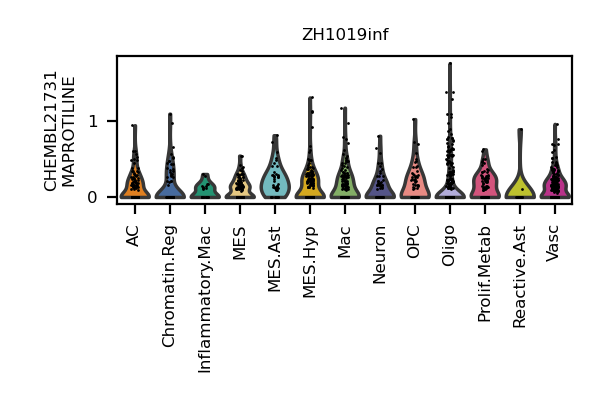 ZH1019inf
CHEMBL21731
MAPROTILINE
1
0
AC
Chromatin.Reg
Inflammatory.Mac
MES
MES.Ast
MES.Hyp
Mac
Neuron
OPC
Oligo
Prolif.Metab
Reactive.Ast
Vasc